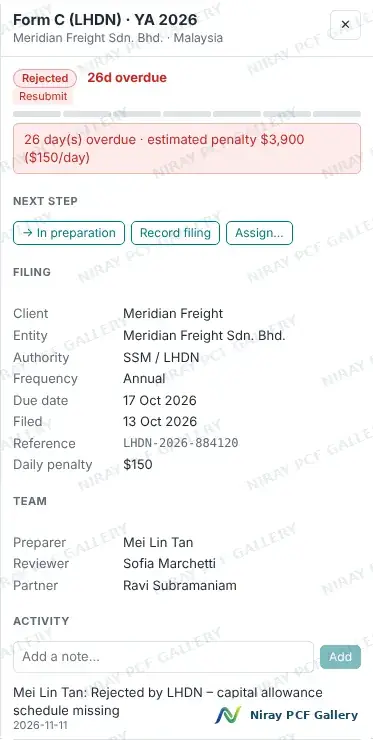 Form C (LHDN) · YA 2026
×
Meridian Freight Sdn. Bhd. · Malaysia
Rejected 26d overdue
Resubmit
26 day(s) overdue · estimated penalty $3,900
($150/day)
NEXT STEP
→ In preparation Record filing Assign...
FILING
Client Meridian Freight
Entity Meridian Freight Sdn. Bhd.
Authority SSM / LHDN
Frequency Annual
Due date 17 Oct 2026
Filed 13 Oct 2026
Reference LHDN-2026-884120
Daily penalty $150
TEAM
Preparer Mei Lin Tan
Reviewer Sofia Marchetti
Partner Ravi Subramaniam
ACTIVITY
Add a note... Add
Mei Lin Tan: Rejected by LHDN – capital allowance
schedule missing
2026-11-11
Niray PCF Gallery
NIRAY PCF GALLERY